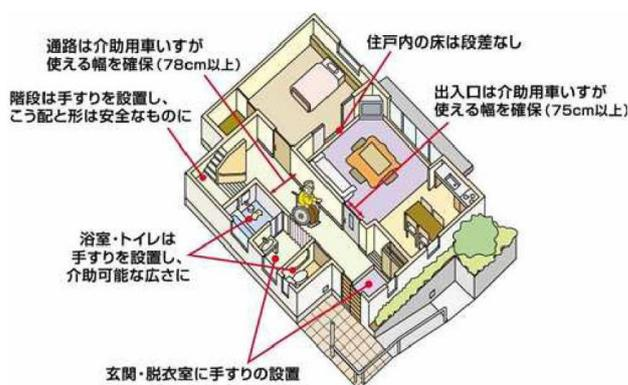 通路は介助用車いすが
使える幅を確保（78cm以上）
住戸内の床は段差なし
階段は手すりを設置し、
こう配と形は安全なものに
出入口は介助用車いすが
使える幅を確保（75cm以上）
浴室・トイレは
手すりを設置し、
介助可能な広さに
玄関・脱衣室に手すりの設置